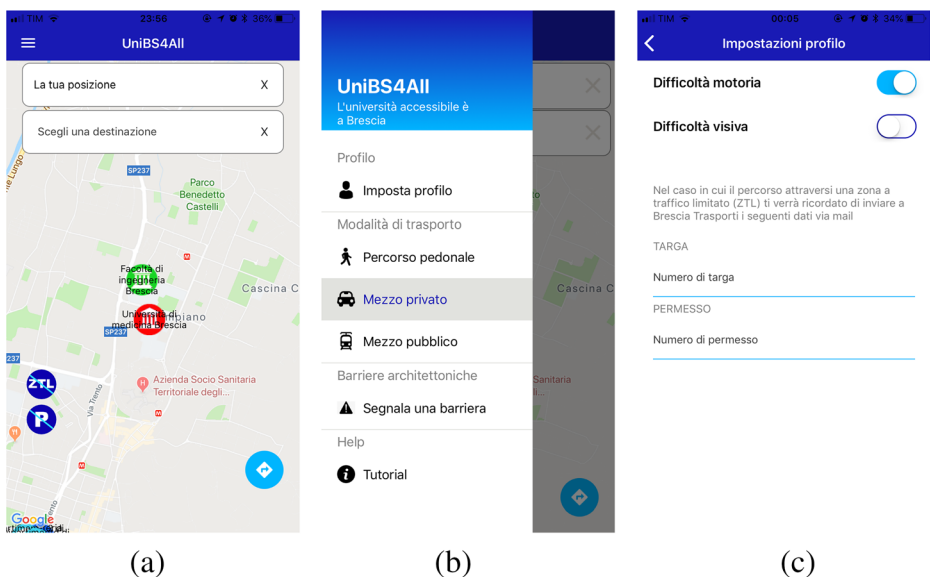 TIM 23:56 36%
UniBS4All
La tua posizione X
Scegli una destinazione X
SP237
Parco
Benedetto
Castelli
Facoltà di
ingegneria
Brescia
Cascina C
Università di
medicina Brescia
SP237
237
ZTL
Azienda Socio Sanitaria
Territoriale degli...
Via Trento
P
Google
(a)
UniBS4All
L'università accessibile è
a Brescia
Profilo
Imposta profilo
Modalità di trasporto
Percorso pedonale
Mezzo privato
Mezzo pubblico
Barriere architettoniche
Segnala una barriera
Help
Tutorial
Cascina C
Sanitaria
(b)
TIM 00:05 34%
Impostazioni profilo
Difficoltà motoria
Difficoltà visiva
Nel caso in cui il percorso attraversi una zona a
traffico limitato (ZTL) ti verrà ricordato di inviare a
Brescia Trasporti i seguenti dati via mail
TARGA
Numero di targa
PERMESSO
Numero di permesso
(c)